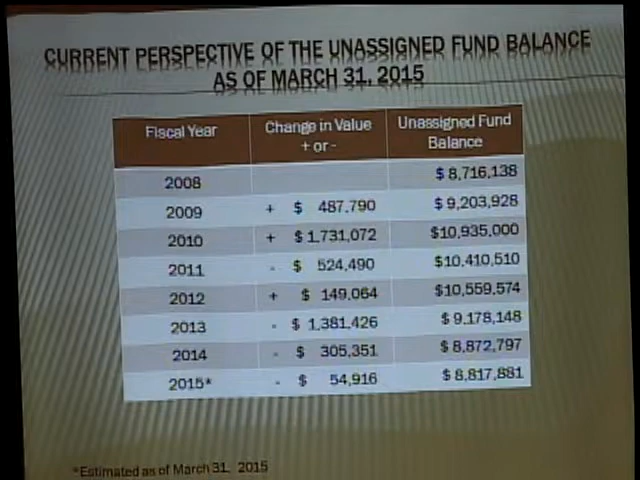 CURRENT PERSPECTIVE OF THE UNASSIGNED FUND BALANCE
AS OF MARCH 31, 2015
Fiscal Year Change in Value Unassigned Fund
+ or - Balance
2008 $ 8,716,138
2009 + $ 487,790 $ 9,203,928
2010 + $ 1,731,072 $10,935,000
2011 - $ 524,490 $10,410,510
2012 + $ 149,064 $10,559,574
2013 - $ 1,381,426 $ 9,178,148
2014 - $ 305,351 $ 8,872,797
2015* - $ 54,916 $ 8,817,881
*Estimated as of March 31, 2015